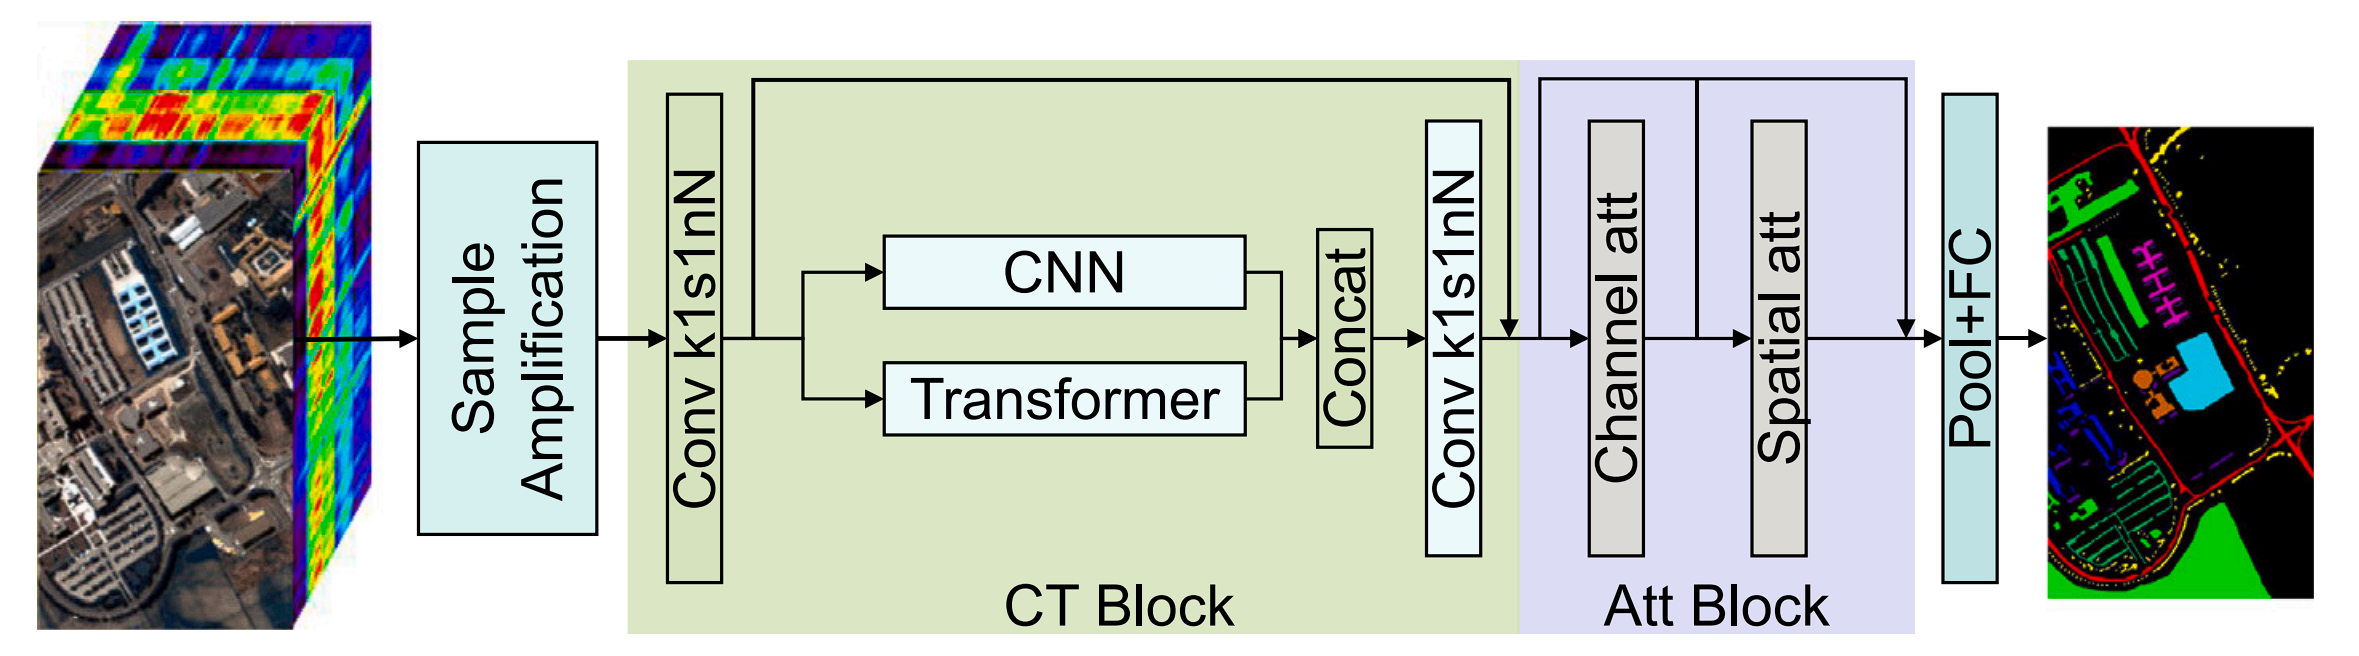 Sample
Amplification
Conv k1s1nN
CNN
Transformer
Concat
Conv k1s1nN
CT Block
Channel att
Spatial att
Att Block
Pool+FC